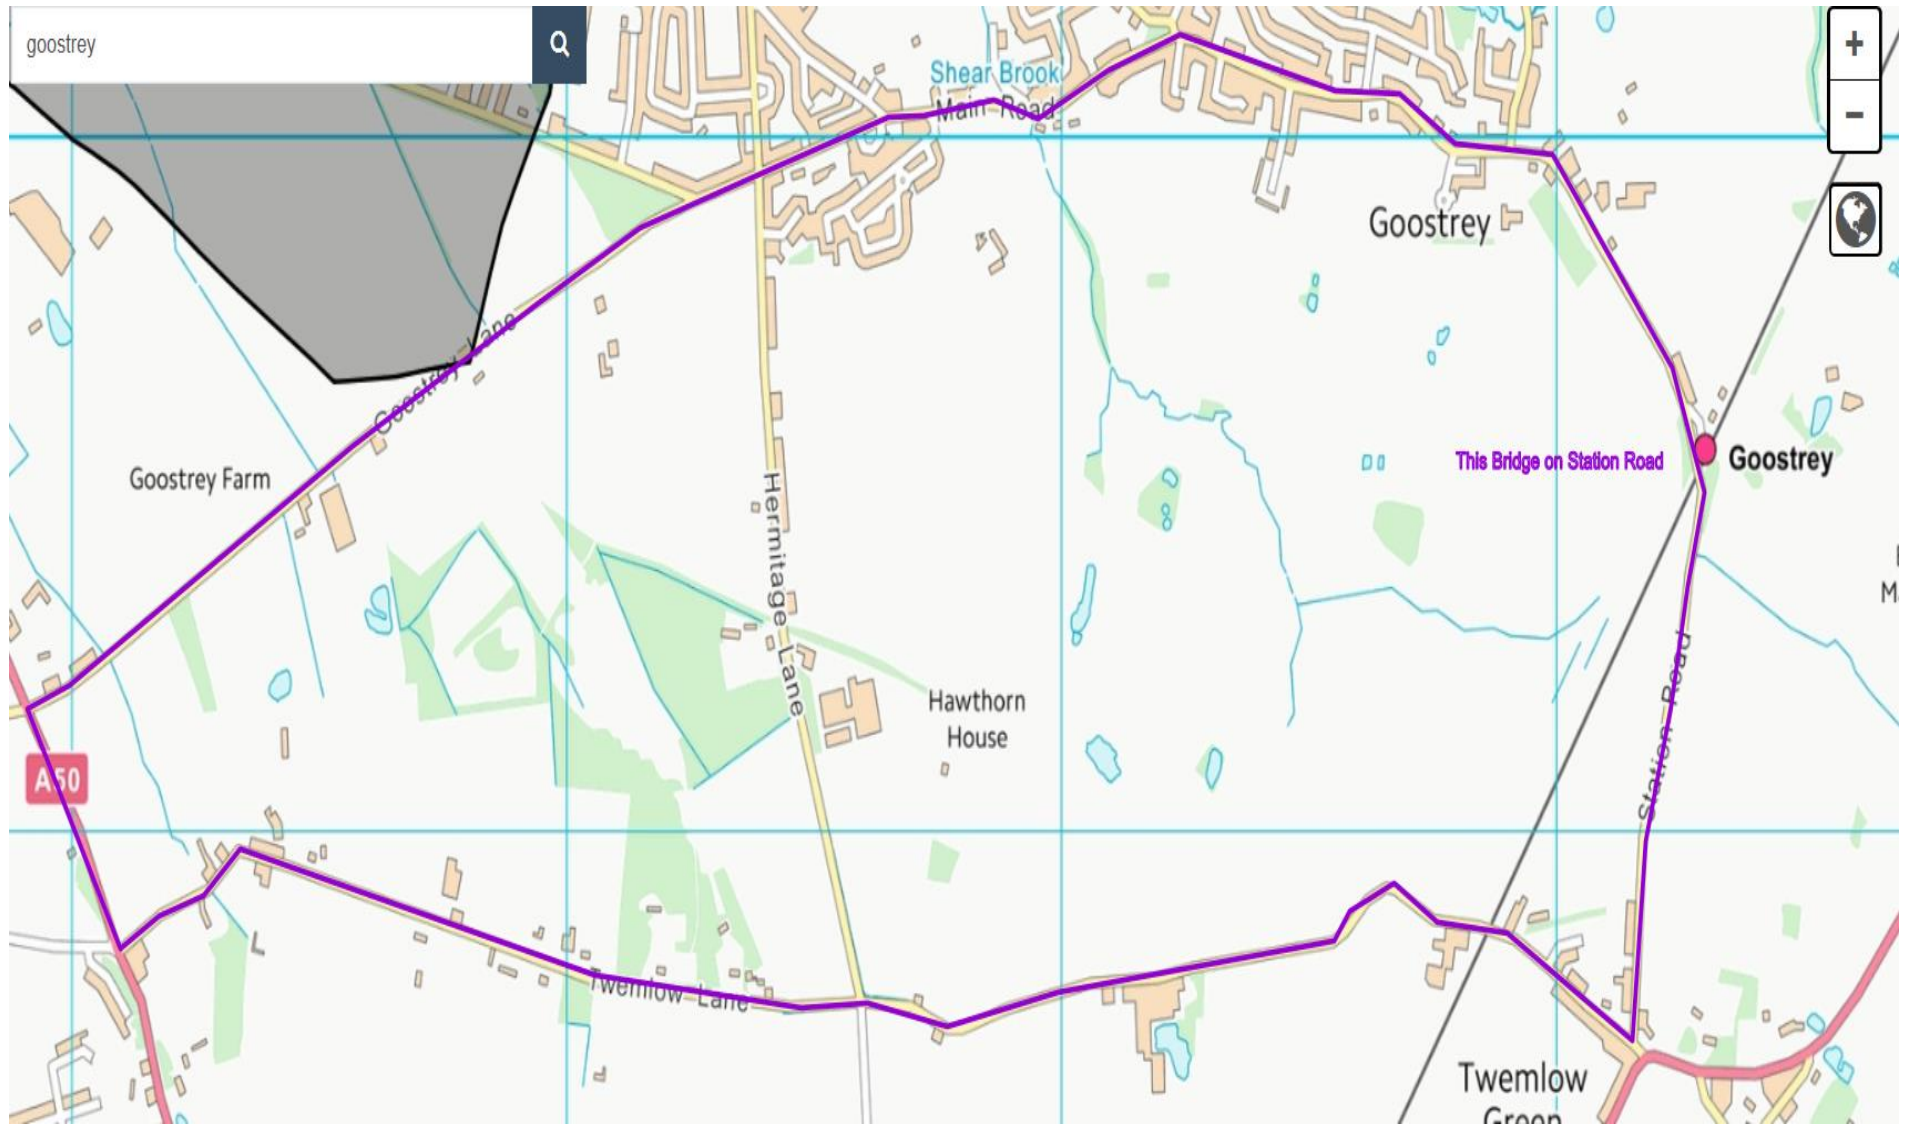 goostrey
+
Shear Brook
Main Road
−
Goostrey
Goostrey Lane
This Bridge on Station Road
Goostrey
Goostrey Farm
Hermitage Lane
M
Station Road
Hawthorn
House
A50
Twemlow Lane
Twemlow
Green